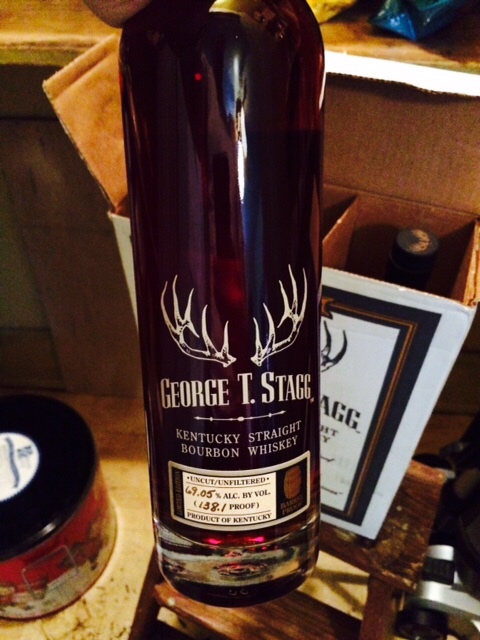 GEORGE T. STAGG
KENTUCKY STRAIGHT
BOURBON WHISKEY
• UNCUT/UNFILTERED •
69.05 % ALC. BY VOL.
(138.1 PROOF)
PRODUCT OF KENTUCKY
STAGG